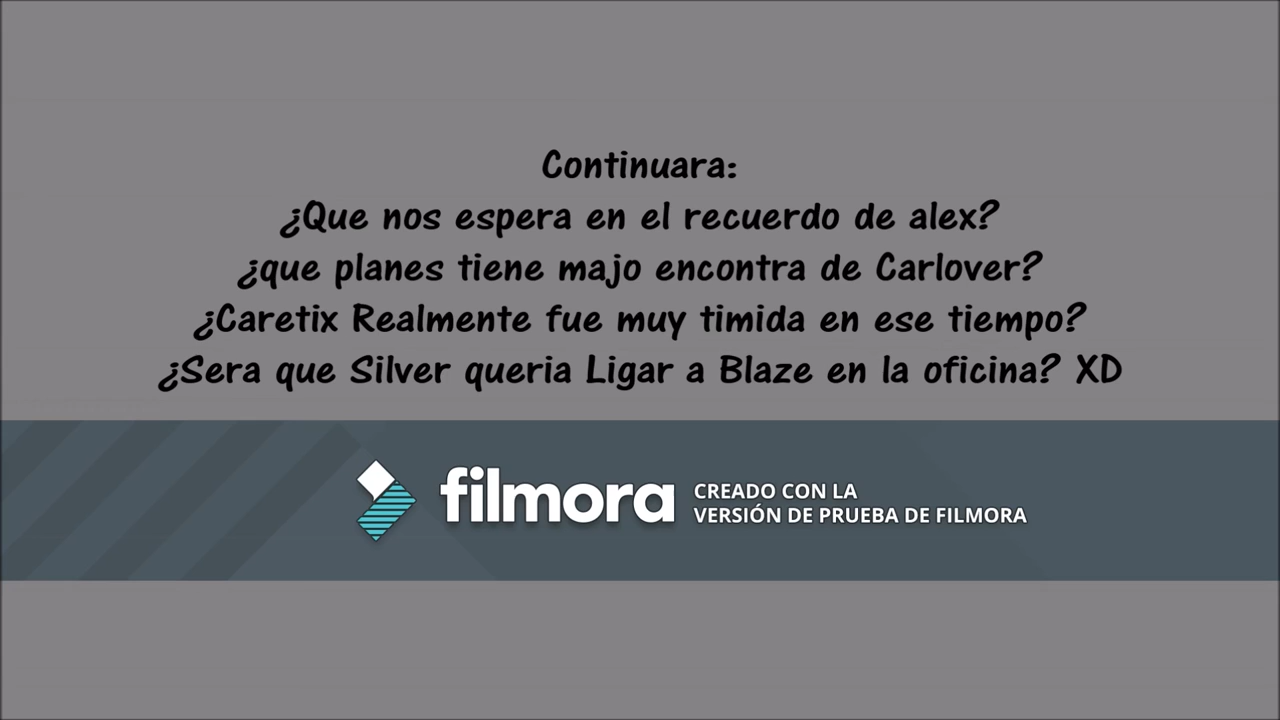 Continuara:
¿Que nos espera en el recuerdo de alex?
¿que planes tiene majo encontra de Carlover?
¿Caretix Realmente fue muy timida en ese tiempo?
¿Sera que Silver queria Ligar a Blaze en la oficina? XD
filmora
CREADO CON LA
VERSIÓN DE PRUEBA DE FILMORA